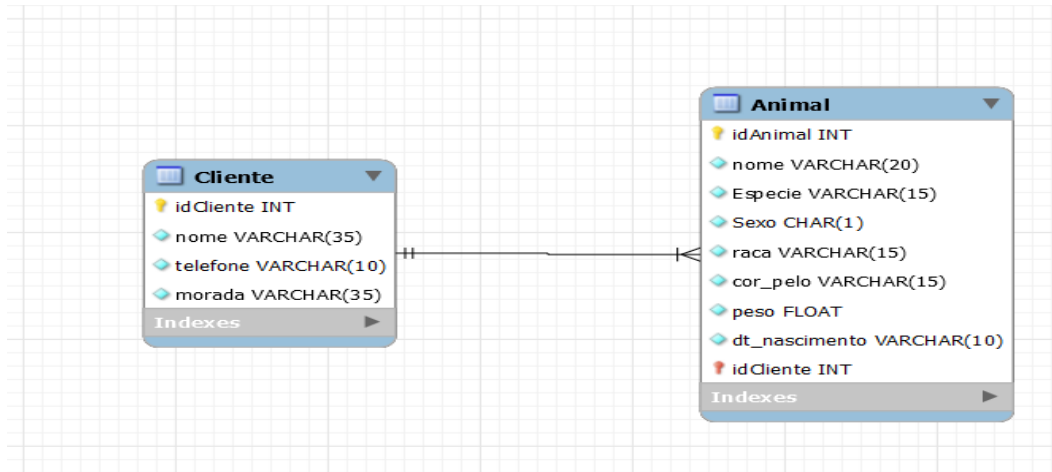 Cliente
idCliente INT
nome VARCHAR(35)
telefone VARCHAR(10)
morada VARCHAR(35)
Indexes
Animal
idAnimal INT
nome VARCHAR(20)
Especie VARCHAR(15)
Sexo CHAR(1)
raca VARCHAR(15)
cor_pelo VARCHAR(15)
peso FLOAT
dt_nascimento VARCHAR(10)
idCliente INT
Indexes